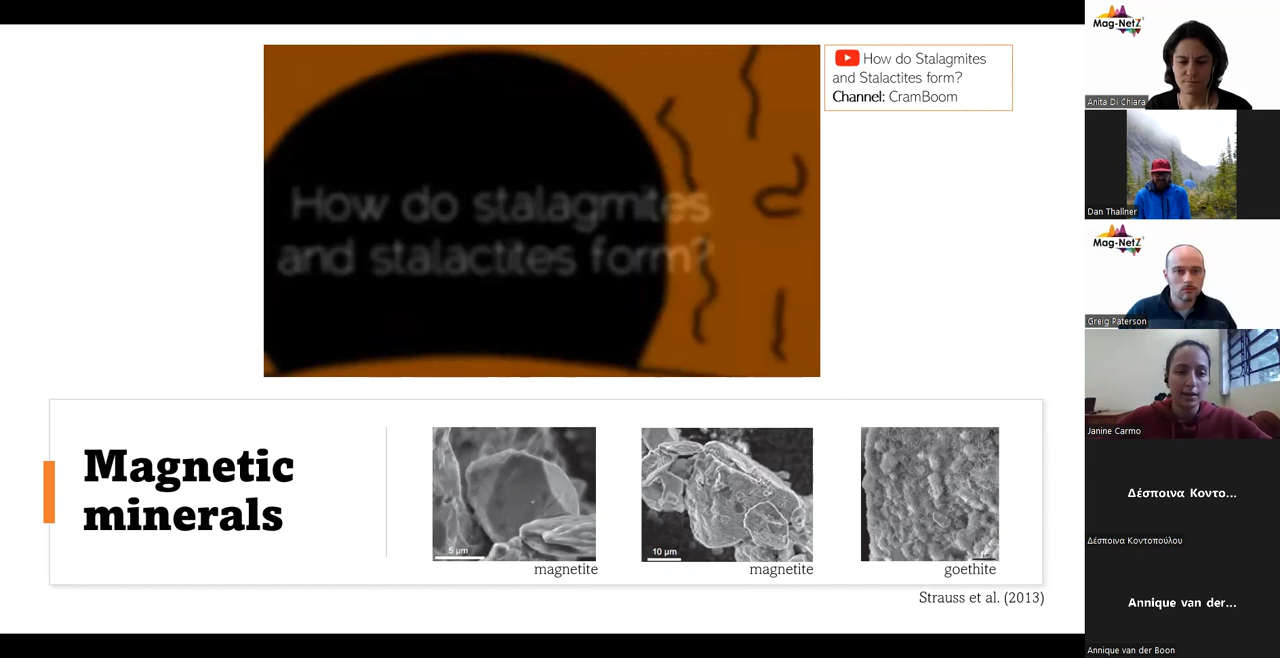 How do stalagmites
and stalactites form?
How do Stalagmites
and Stalactites form?
Channel: CramBoom
Magnetic
minerals
5 µm
10 µm
magnetite
magnetite
goethite
Strauss et al. (2013)
Mag-NetZ
Anita Di Chiara
Dan Thallner
Mag-NetZ
Greig Paterson
Janine Carmo
Δέσποινα Κοντο...
Δέσποινα Κοντοπούλου
Annique van der...
Annique van der Boon